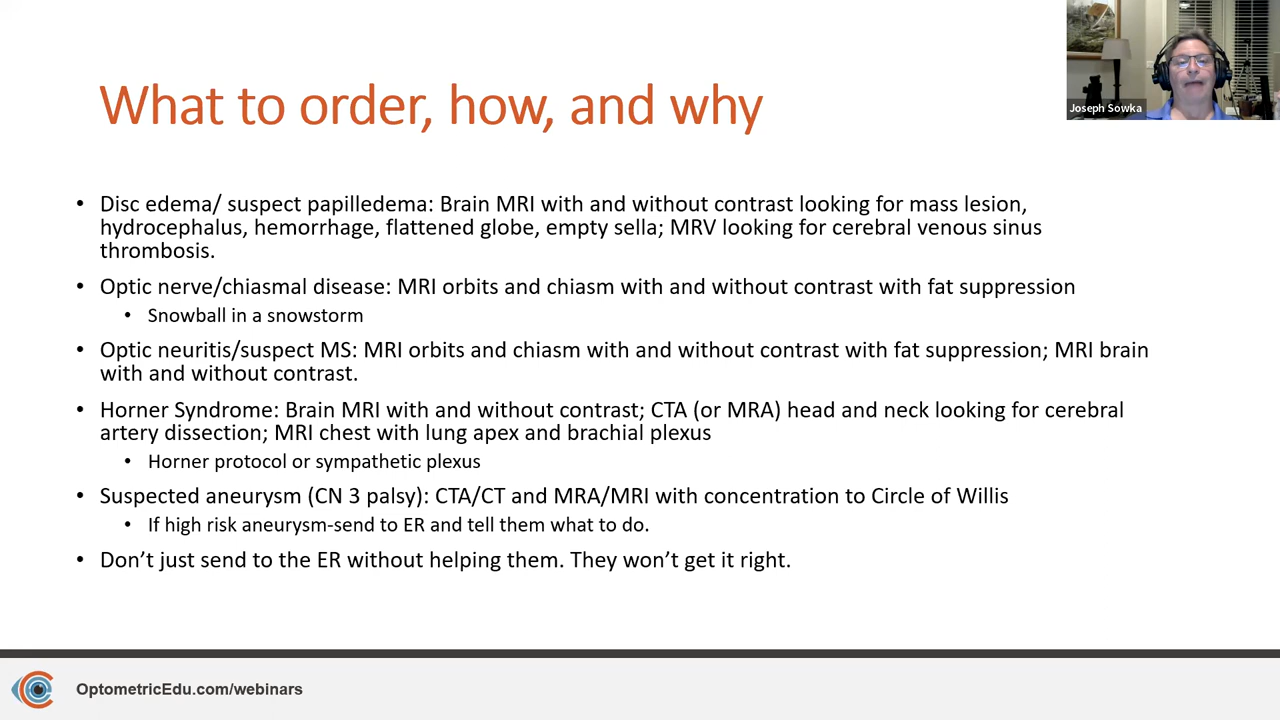 What to order, how, and why
Joseph Sowka
• Disc edema/ suspect papilledema: Brain MRI with and without contrast looking for mass lesion,
hydrocephalus, hemorrhage, flattened globe, empty sella; MRV looking for cerebral venous sinus
thrombosis.
• Optic nerve/chiasmal disease: MRI orbits and chiasm with and without contrast with fat suppression
• Snowball in a snowstorm
• Optic neuritis/suspect MS: MRI orbits and chiasm with and without contrast with fat suppression; MRI brain
with and without contrast.
• Horner Syndrome: Brain MRI with and without contrast; CTA (or MRA) head and neck looking for cerebral
artery dissection; MRI chest with lung apex and brachial plexus
• Horner protocol or sympathetic plexus
• Suspected aneurysm (CN 3 palsy): CTA/CT and MRA/MRI with concentration to Circle of Willis
• If high risk aneurysm-send to ER and tell them what to do.
• Don’t just send to the ER without helping them. They won’t get it right.
OptometricEdu.com/webinars